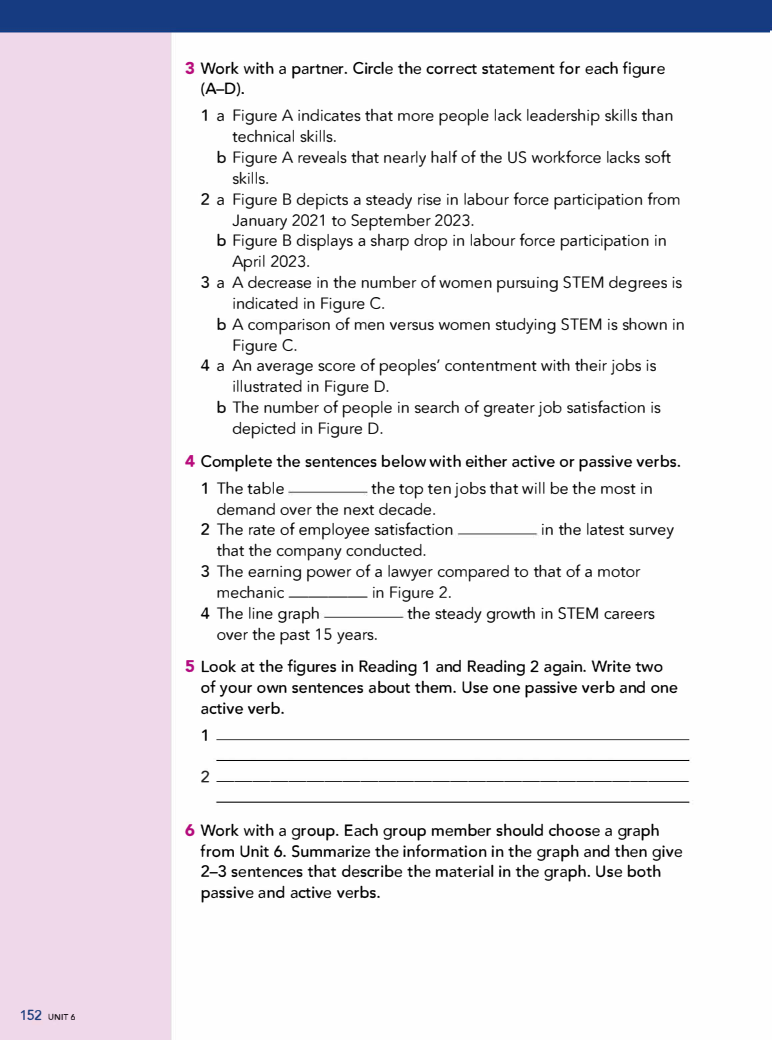 3 Work with a partner. Circle the correct statement for each figure
(A–D).
1 a Figure A indicates that more people lack leadership skills than
technical skills.
b Figure A reveals that nearly half of the US workforce lacks soft
skills.
2 a Figure B depicts a steady rise in labour force participation from
January 2021 to September 2023.
b Figure B displays a sharp drop in labour force participation in
April 2023.
3 a A decrease in the number of women pursuing STEM degrees is
indicated in Figure C.
b A comparison of men versus women studying STEM is shown in
Figure C.
4 a An average score of peoples’ contentment with their jobs is
illustrated in Figure D.
b The number of people in search of greater job satisfaction is
depicted in Figure D.
4 Complete the sentences below with either active or passive verbs.
1 The table __________ the top ten jobs that will be the most in
demand over the next decade.
2 The rate of employee satisfaction __________ in the latest survey
that the company conducted.
3 The earning power of a lawyer compared to that of a motor
mechanic __________ in Figure 2.
4 The line graph __________ the steady growth in STEM careers
over the past 15 years.
5 Look at the figures in Reading 1 and Reading 2 again. Write two
of your own sentences about them. Use one passive verb and one
active verb.
1
2
6 Work with a group. Each group member should choose a graph
from Unit 6. Summarize the information in the graph and then give
2–3 sentences that describe the material in the graph. Use both
passive and active verbs.
152 UNIT 6